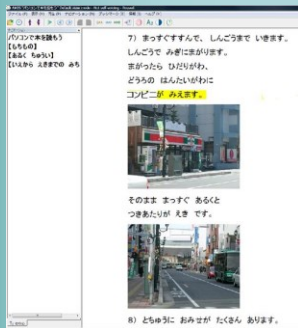 パソコンで本を読もう
【もちもの】
【あるく ちゅうい】
【いえから えきまでの みち
7) まっすぐすすんで、しんごうまで いきます。
しんごうで みぎにまがります。
まがったら ひだりがわ、
どうろの はんたいがわに
コンビニが みえます。
そのまま まっすぐ あるくと
つきあたりが えき です。
8) とちゅうに おみせが たくさん あります。